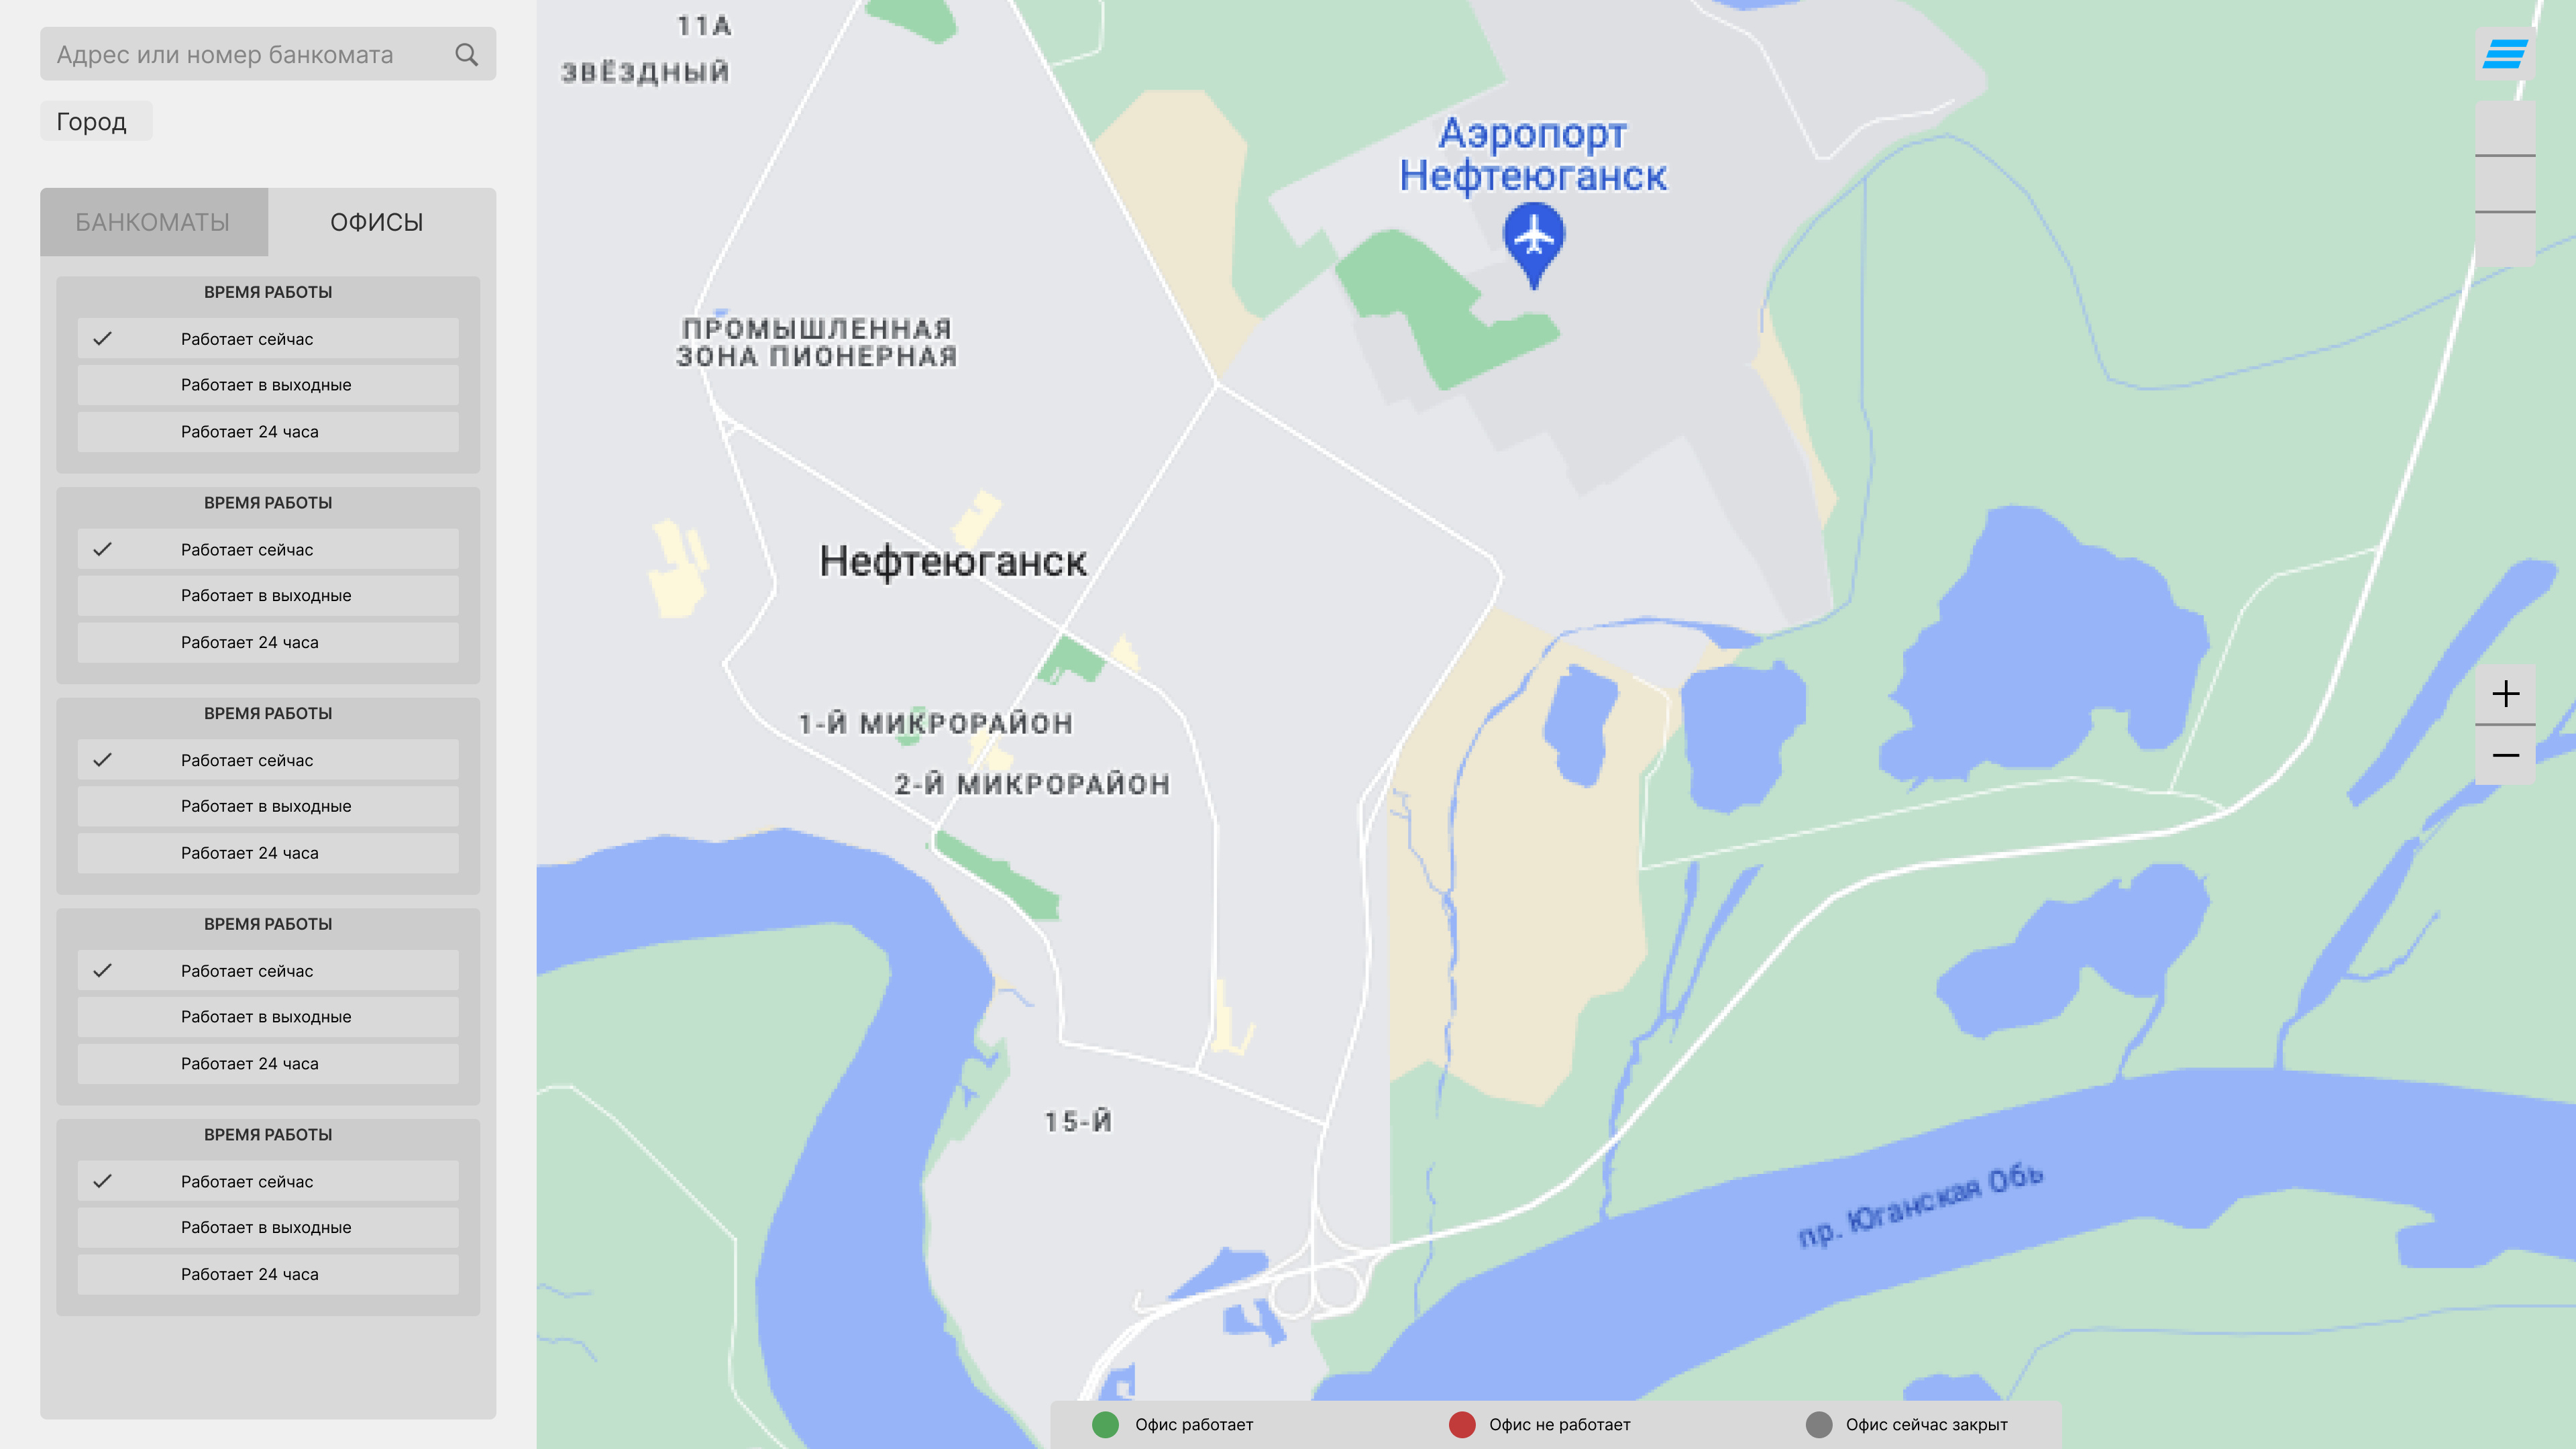 Адрес или номер банкомата
Город
БАНКОМАТЫ
ОФИСЫ
ВРЕМЯ РАБОТЫ
Работает сейчас
Работает в выходные
Работает 24 часа
ВРЕМЯ РАБОТЫ
Работает сейчас
Работает в выходные
Работает 24 часа
ВРЕМЯ РАБОТЫ
Работает сейчас
Работает в выходные
Работает 24 часа
ВРЕМЯ РАБОТЫ
Работает сейчас
Работает в выходные
Работает 24 часа
ВРЕМЯ РАБОТЫ
Работает сейчас
Работает в выходные
Работает 24 часа
11А
ЗВЁЗДНЫЙ
Аэропорт
Нефтеюганск
ПРОМЫШЛЕННАЯ
ЗОНА ПИОНЕРНАЯ
Нефтеюганск
1-Й МИКРОРАЙОН
2-Й МИКРОРАЙОН
15-Й
пр. Юганская Обь
Офис работает
Офис не работает
Офис сейчас закрыт